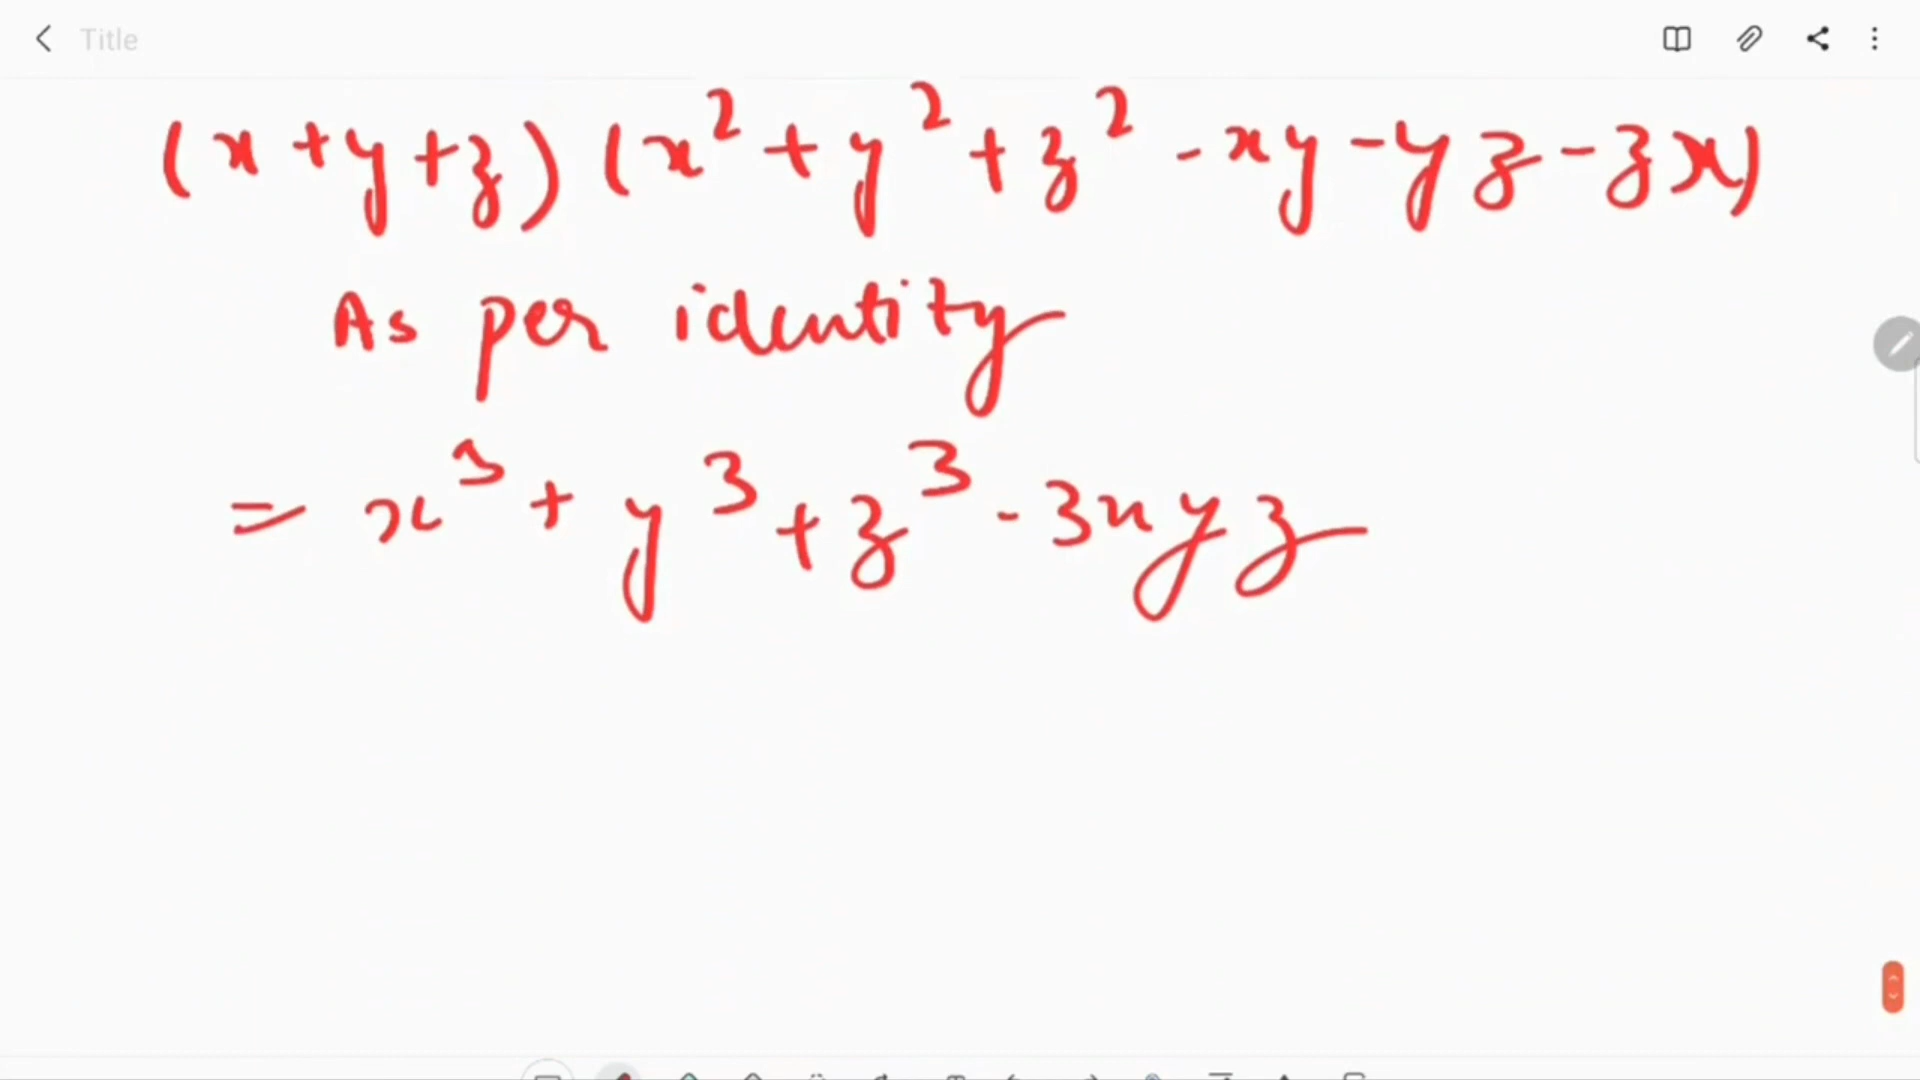 Title
(x+y+z)(x²+y²+z²-xy-yz-zx)
As per identity
= x³+y³+z³-3xyz